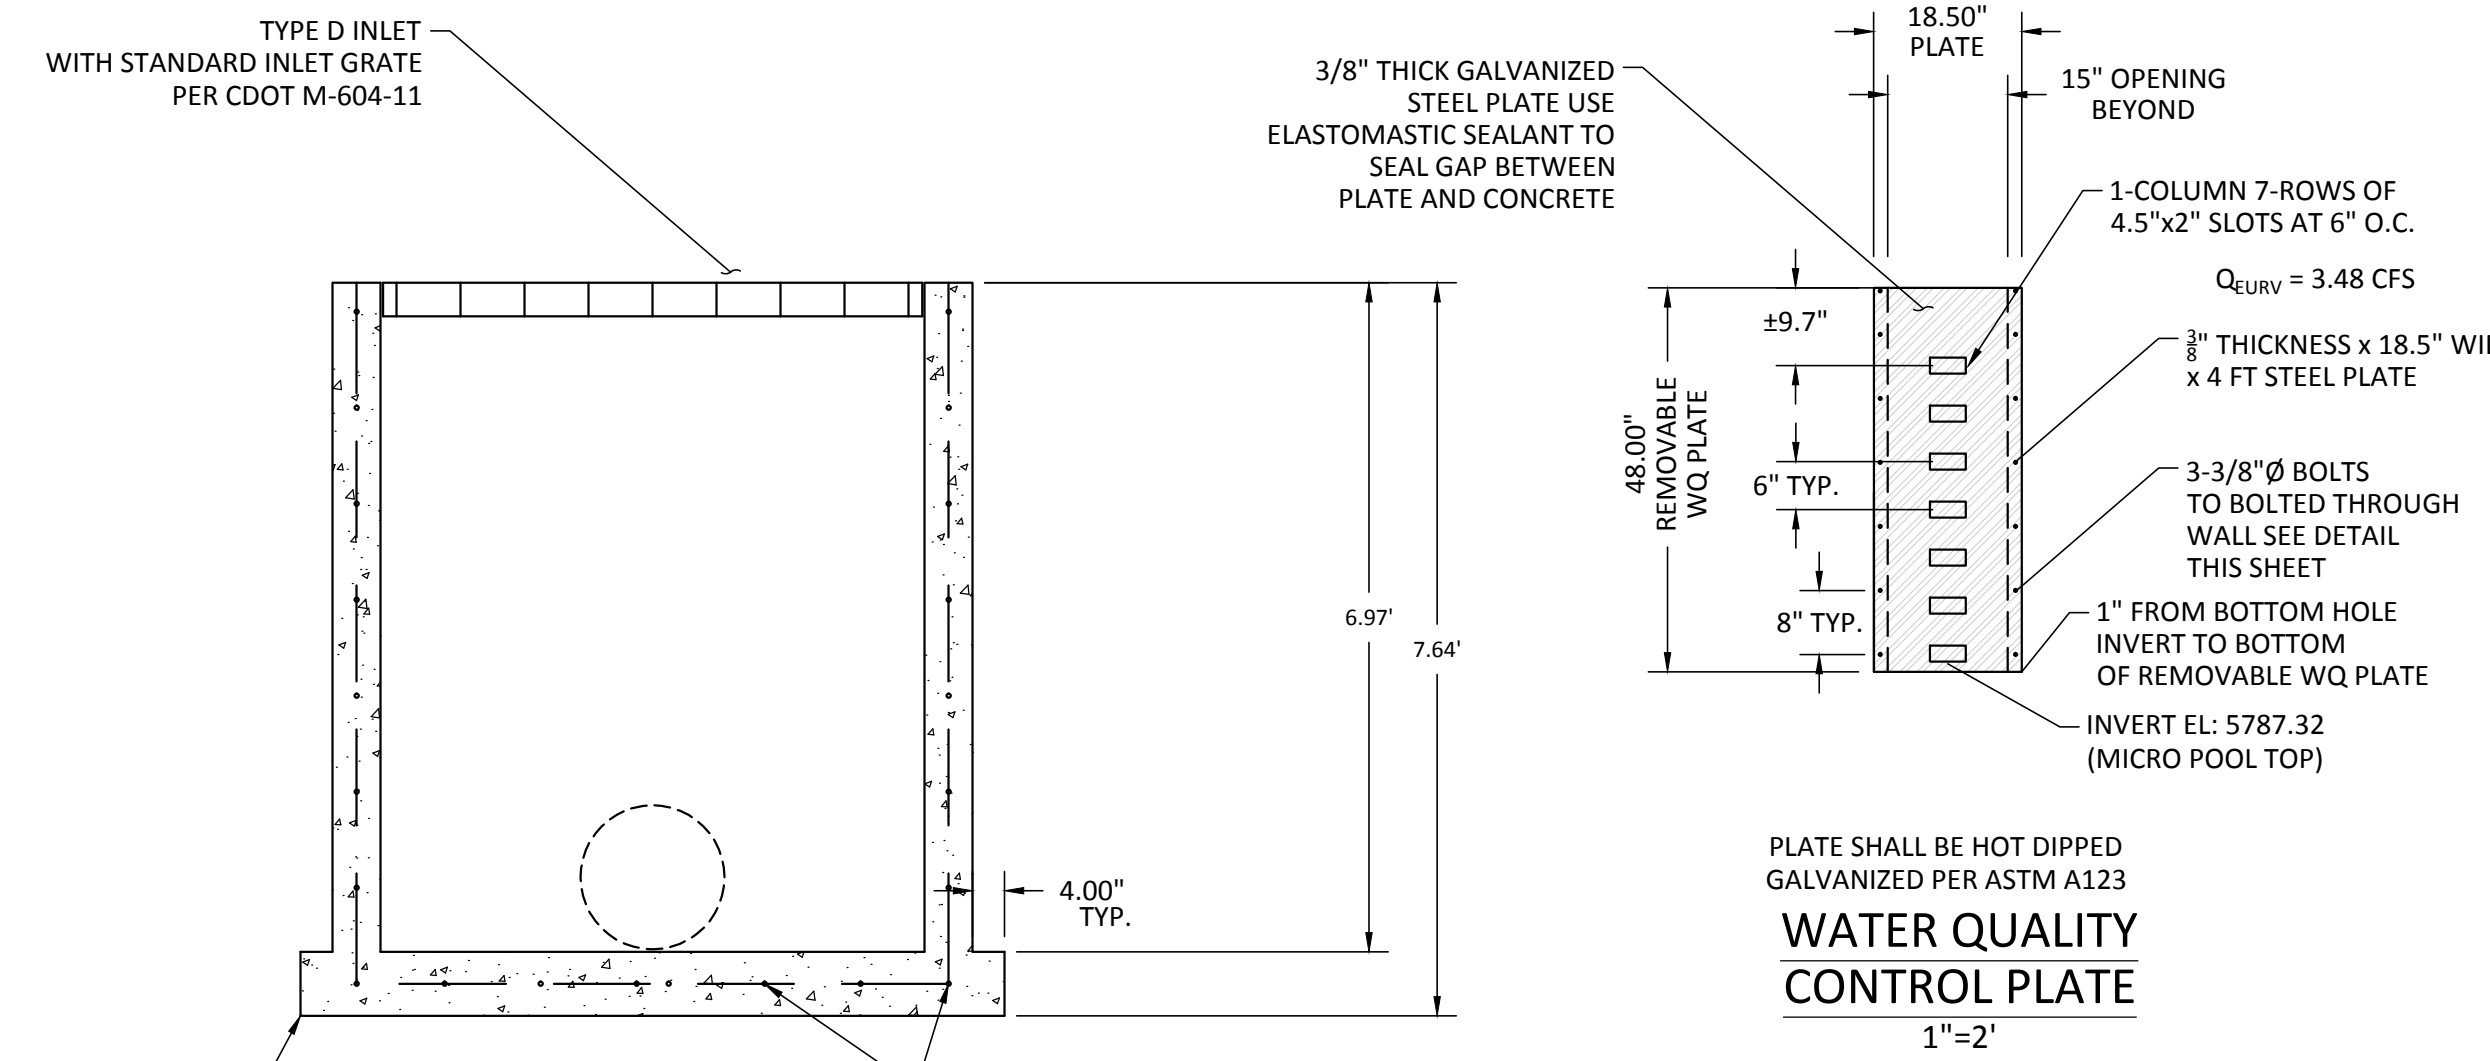 TYPE D INLET
WITH STANDARD INLET GRATE
PER CDOT M-604-11
3/8" THICK GALVANIZED
STEEL PLATE USE
ELASTOMASTIC SEALANT TO
SEAL GAP BETWEEN
PLATE AND CONCRETE
18.50"
PLATE
15" OPENING
BEYOND
1-COLUMN 7-ROWS OF
4.5"x2" SLOTS AT 6" O.C.
QEURV = 3.48 CFS
3/8" THICKNESS x 18.5" WI
x 4 FT STEEL PLATE
3-3/8"Ø BOLTS
TO BOLTED THROUGH
WALL SEE DETAIL
THIS SHEET
1" FROM BOTTOM HOLE
INVERT TO BOTTOM
OF REMOVABLE WQ PLATE
INVERT EL: 5787.32
(MICRO POOL TOP)
±9.7"
48.00"
REMOVABLE
WQ PLATE
6" TYP.
8" TYP.
6.97'
7.64'
4.00"
TYP.
PLATE SHALL BE HOT DIPPED
GALVANIZED PER ASTM A123
WATER QUALITY
CONTROL PLATE
1"=2'